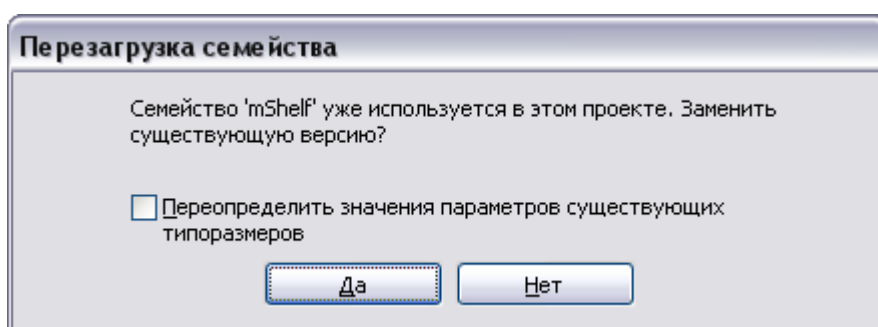 Перезагрузка семейства
Семейство 'mShelf' уже используется в этом проекте. Заменить
существующую версию?
Переопределить значения параметров существующих
типоразмеров
Да
Нет